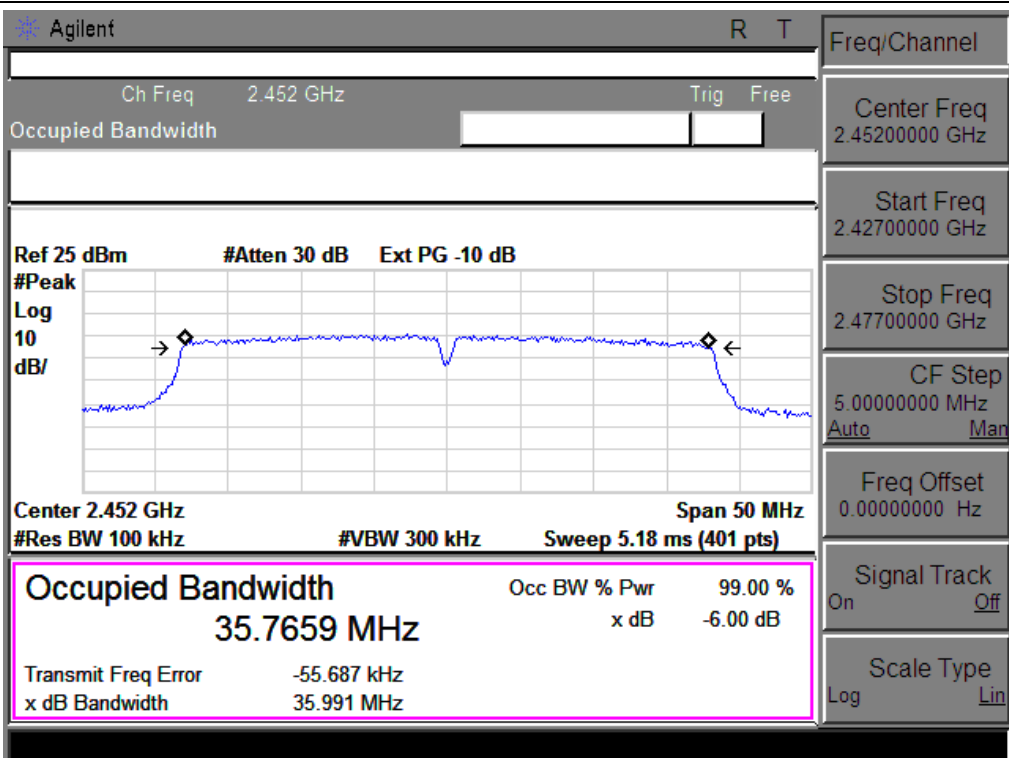 Agilent R T
Ch Freq 2.452 GHz Trig Free
Occupied Bandwidth
Ref 25 dBm #Atten 30 dB Ext PG -10 dB
#Peak
Log
10
dB/
Center 2.452 GHz Span 50 MHz
#Res BW 100 kHz #VBW 300 kHz Sweep 5.18 ms (401 pts)
Occupied Bandwidth Occ BW % Pwr 99.00 %
35.7659 MHz x dB -6.00 dB
Transmit Freq Error -55.687 kHz
x dB Bandwidth 35.991 MHz
Freq/Channel
Center Freq
2.45200000 GHz
Start Freq
2.42700000 GHz
Stop Freq
2.47700000 GHz
CF Step
5.00000000 MHz
Auto Man
Freq Offset
0.00000000 Hz
Signal Track
On Off
Scale Type
Log Lin